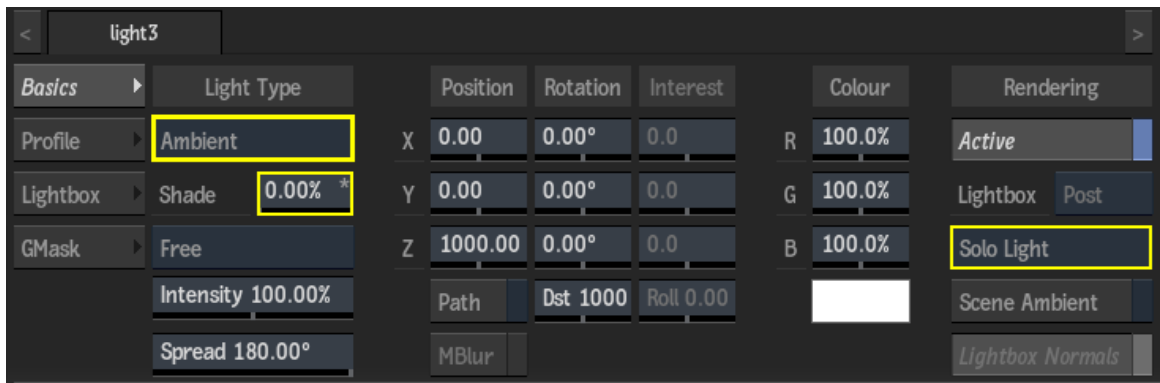 < light3 >
Basics Light Type Position Rotation Interest Colour Rendering
Profile Ambient X 0.00 0.00° 0.0 R 100.0% Active
Lightbox Shade 0.00% * Y 0.00 0.00° 0.0 G 100.0% Lightbox Post
GMask Free Z 1000.00 0.00° 0.0 B 100.0% Solo Light
Intensity 100.00% Path Dst 1000 Roll 0.00 Scene Ambient
Spread 180.00° MBlur Lightbox Normals